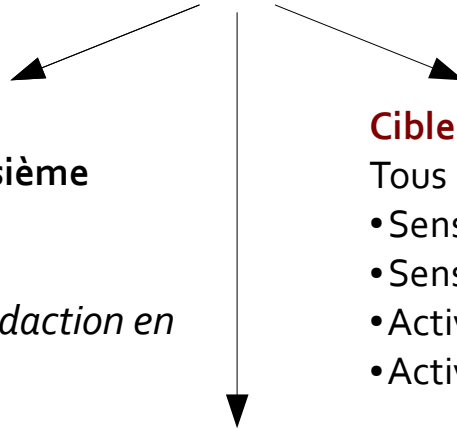 sième
daction en
Cible
Tous
•Sens
•Sens
•Activ
•Activ